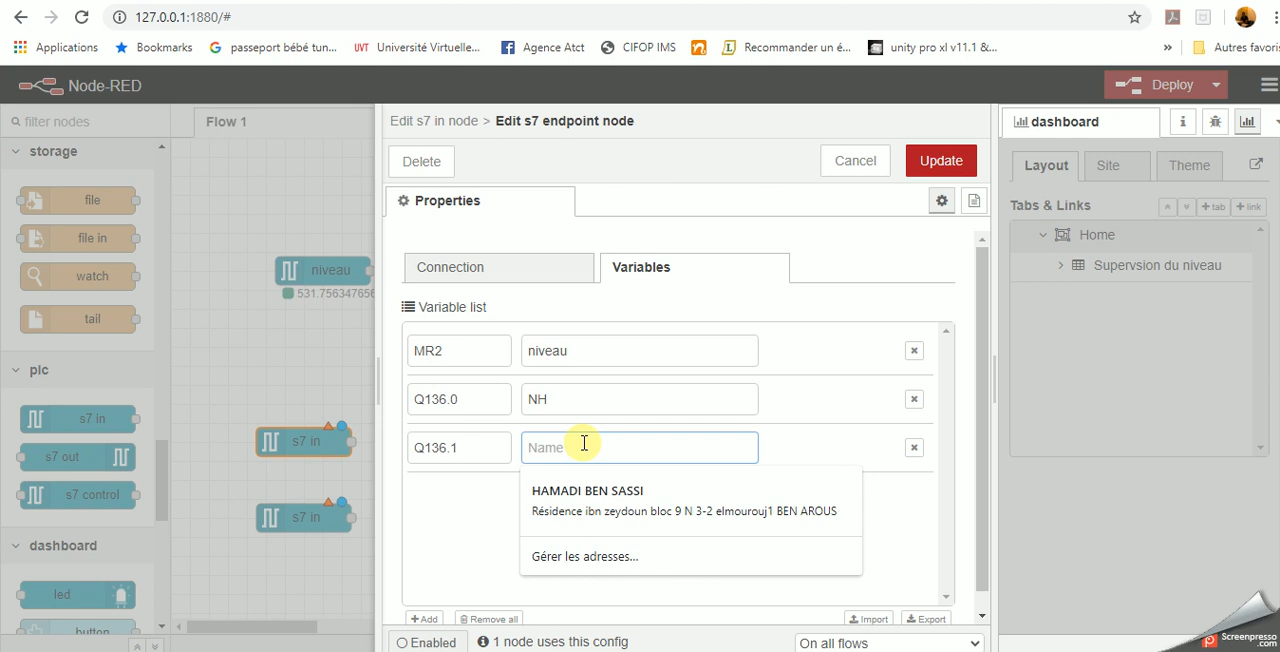 127.0.0.1:1880/#
Applications
Bookmarks
passeport bébé tun...
UVT Université Virtuelle...
Agence Atct
CIFOP IMS
Recommander un é...
unity pro xl v11.1 &...
»
Autres favoris
Node-RED
Deploy
filter nodes
storage
file
file in
watch
tail
plc
s7 in
s7 out
s7 control
dashboard
led
button
Flow 1
niveau
531.756347656
s7 in
s7 in
Edit s7 in node > Edit s7 endpoint node
Delete
Cancel
Update
Properties
Connection
Variables
Variable list
MR2
niveau
Q136.0
NH
Q136.1
Name
HAMADI BEN SASSI
Résidence ibn zeydoun bloc 9 N 3-2 elmourouj1 BEN AROUS
Gérer les adresses...
Add
Remove all
Import
Export
Enabled
1 node uses this config
On all flows
dashboard
Layout
Site
Theme
Tabs & Links
+tab
+link
Home
Supervsion du niveau
Screenpresso
.com